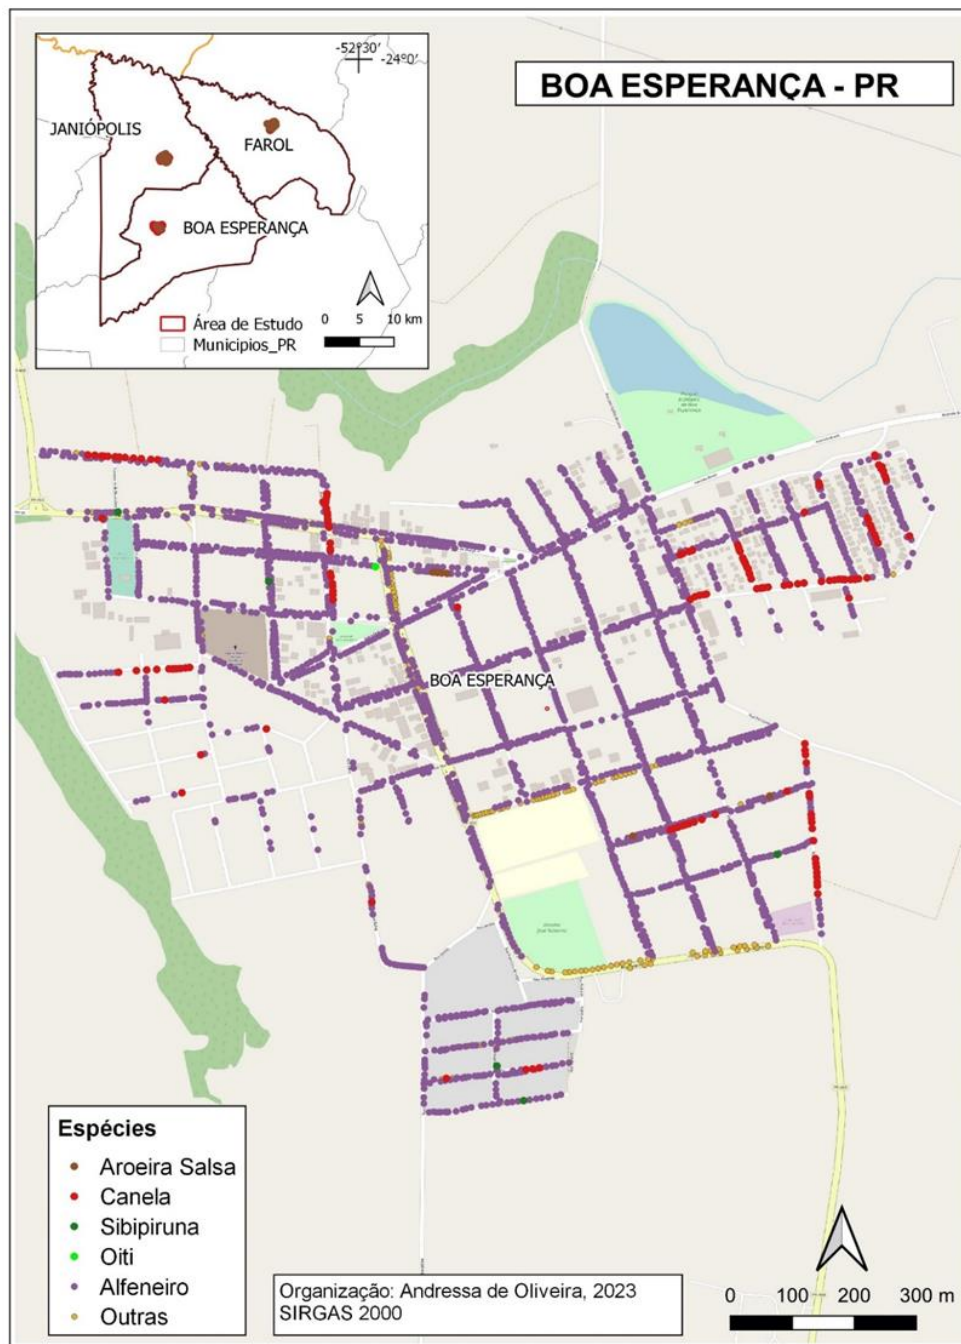 BOA ESPERANÇA - PR
-52°30'
-24°0'
JANIÓPOLIS
FAROL
BOA ESPERANÇA
Área de Estudo
Municipios_PR
0 5 10 km
BOA ESPERANÇA
Espécies
Aroeira Salsa
Canela
Sibipiruna
Oiti
Alfeneiro
Outras
Organização: Andressa de Oliveira, 2023
SIRGAS 2000
0 100 200 300 m